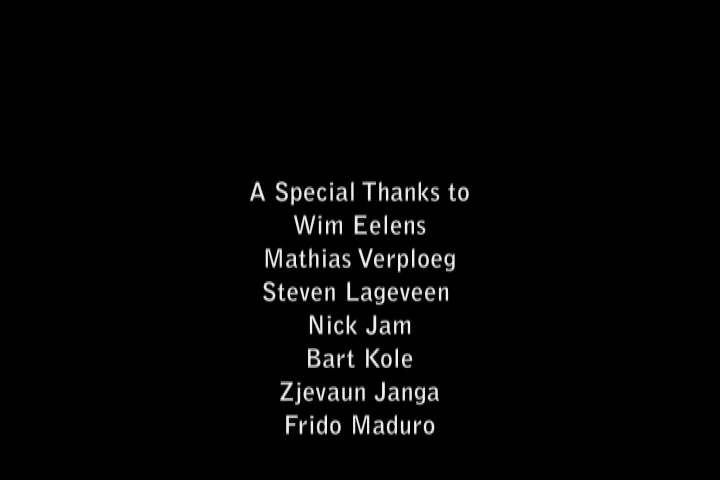 A Special Thanks to
Wim Eelens
Mathias Verploeg
Steven Lageveen
Nick Jam
Bart Kole
Zjevaun Janga
Frido Maduro